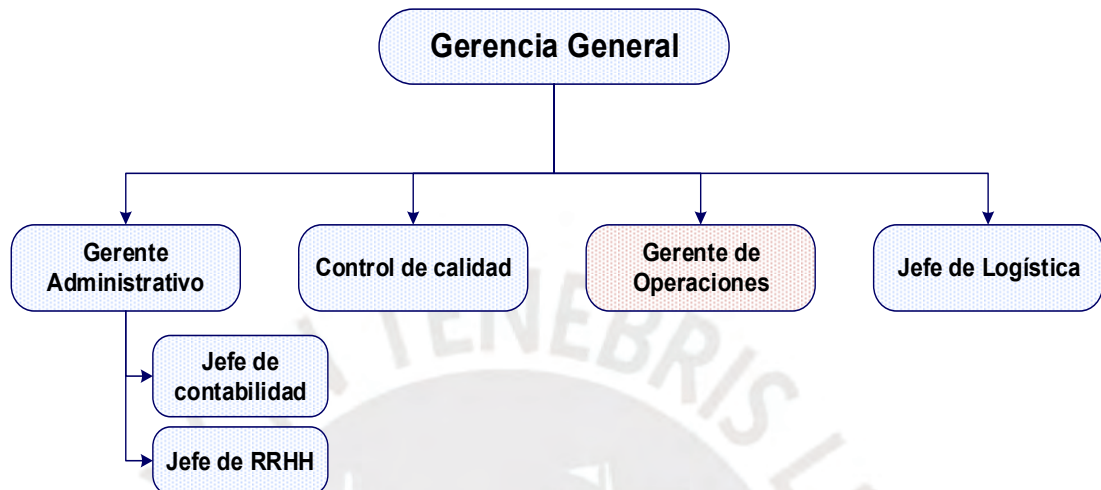 Gerencia General
Gerente
Administrativo
Control de calidad
Gerente de
Operaciones
Jefe de Logística
Jefe de
contabilidad
Jefe de RRHH
N TENEBRIS L